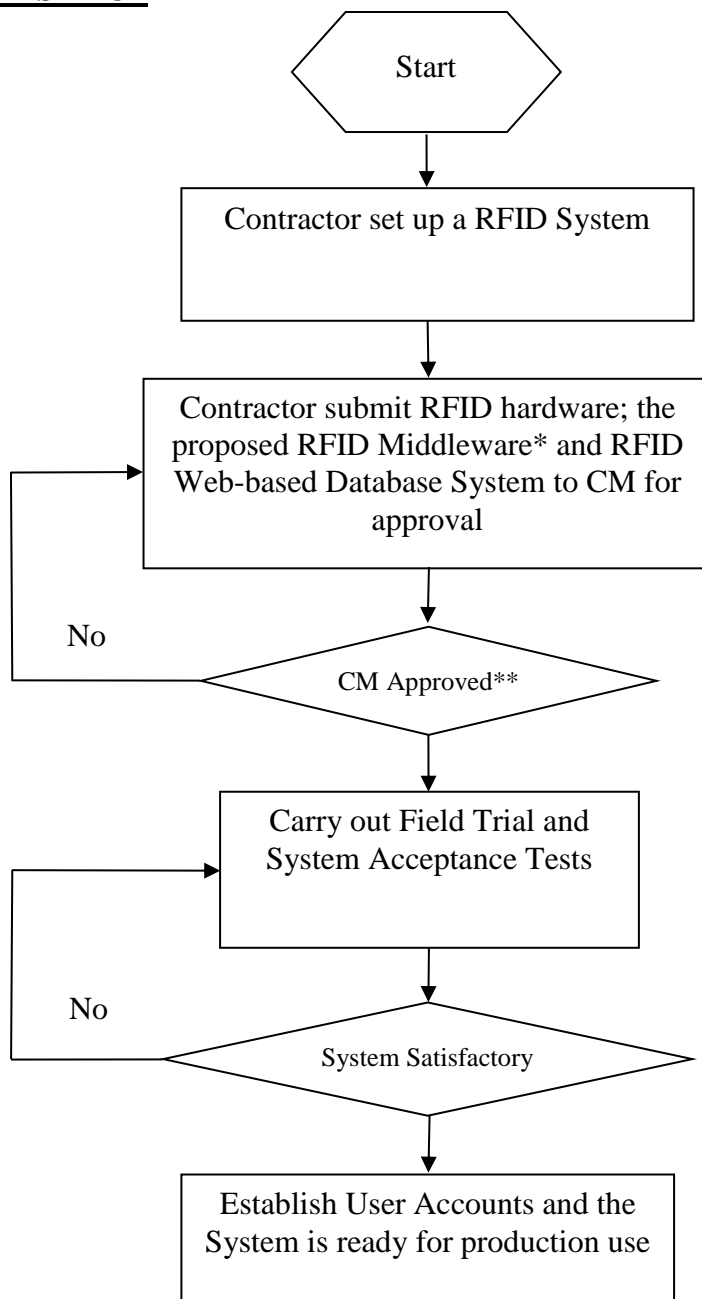 Start
Contractor set up a RFID System
Contractor submit RFID hardware; the
proposed RFID Middleware* and RFID
Web-based Database System to CM for
approval
No
CM Approved**
Carry out Field Trial and
System Acceptance Tests
No
System Satisfactory
Establish User Accounts and the
System is ready for production use